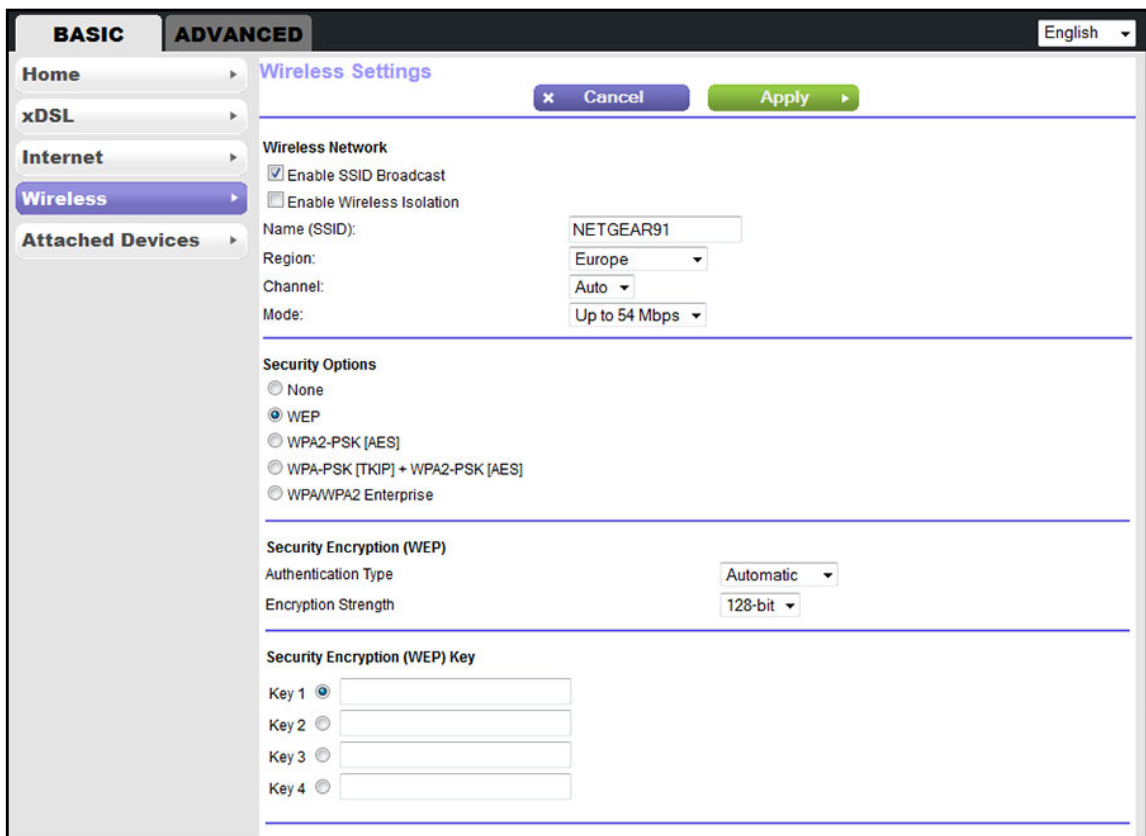 BASIC
ADVANCED
English
Home
xDSL
Internet
Wireless
Attached Devices
Wireless Settings
Cancel
Apply
Wireless Network
Enable SSID Broadcast
Enable Wireless Isolation
Name (SSID): NETGEAR91
Region: Europe
Channel: Auto
Mode: Up to 54 Mbps
Security Options
None
WEP
WPA2-PSK [AES]
WPA-PSK [TKIP] + WPA2-PSK [AES]
WPA/WPA2 Enterprise
Security Encryption (WEP)
Authentication Type Automatic
Encryption Strength 128-bit
Security Encryption (WEP) Key
Key 1
Key 2
Key 3
Key 4